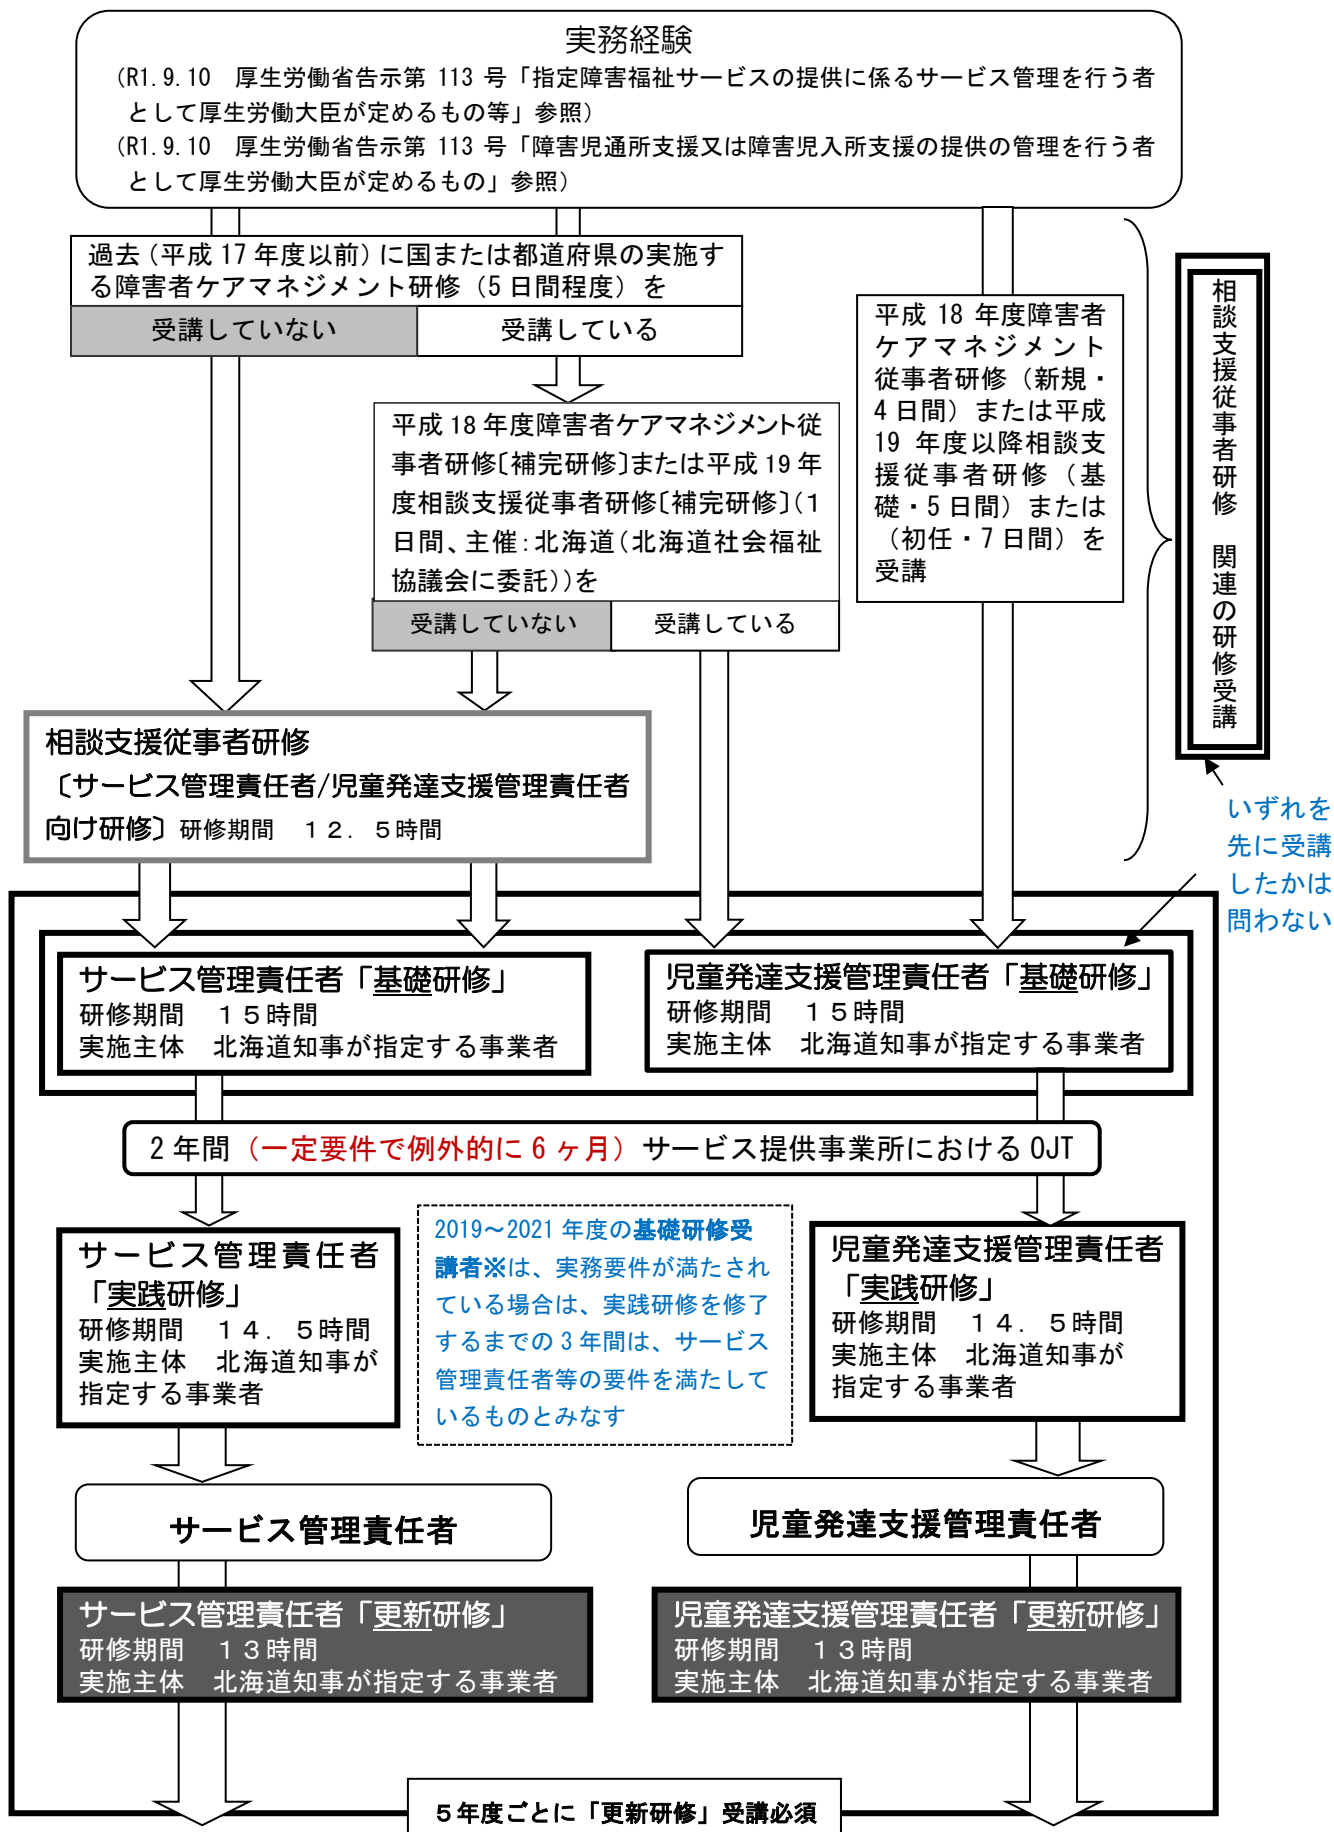 実務経験
（R1.9.10　厚生労働省告示第 113 号「指定障害福祉サービスの提供に係るサービス管理を行う者
として厚生労働大臣が定めるもの等」参照）
（R1.9.10　厚生労働省告示第 113 号「障害児通所支援又は障害児入所支援の提供の管理を行う者
として厚生労働大臣が定めるもの」参照）
過去（平成 17 年度以前）に国または都道府県の実施す
る障害者ケアマネジメント研修（5 日間程度）を
受講していない
受講している
平成 18 年度障害者ケアマネジメント従
事者研修〔補完研修〕または平成 19 年
度相談支援従事者研修〔補完研修〕（1
日間、主催：北海道（北海道社会福祉
協議会に委託））を
受講していない
受講している
平成 18 年度障害者
ケアマネジメント
従事者研修（新規・
4 日間）または平成
19 年度以降相談支
援従事者研修（基
礎・5 日間）または
（初任・7 日間）を
受講
相談支援従事者研修　関連の研修受講
いずれを
先に受講
したかは
問わない
相談支援従事者研修
〔サービス管理責任者/児童発達支援管理責任者
向け研修〕研修期間　１２．５時間
サービス管理責任者「基礎研修」
研修期間　１５時間
実施主体　北海道知事が指定する事業者
児童発達支援管理責任者「基礎研修」
研修期間　１５時間
実施主体　北海道知事が指定する事業者
2 年間（一定要件で例外的に 6 ヶ月）サービス提供事業所における OJT
サービス管理責任者
「実践研修」
研修期間　１４．５時間
実施主体　北海道知事が
指定する事業者
2019～2021 年度の基礎研修受
講者※は、実務要件が満たされ
ている場合は、実践研修を修了
するまでの 3 年間は、サービス
管理責任者等の要件を満たして
いるものとみなす
児童発達支援管理責任者
「実践研修」
研修期間　１４．５時間
実施主体　北海道知事が
指定する事業者
サービス管理責任者
児童発達支援管理責任者
サービス管理責任者「更新研修」
研修期間　１３時間
実施主体　北海道知事が指定する事業者
児童発達支援管理責任者「更新研修」
研修期間　１３時間
実施主体　北海道知事が指定する事業者
５年度ごとに「更新研修」受講必須